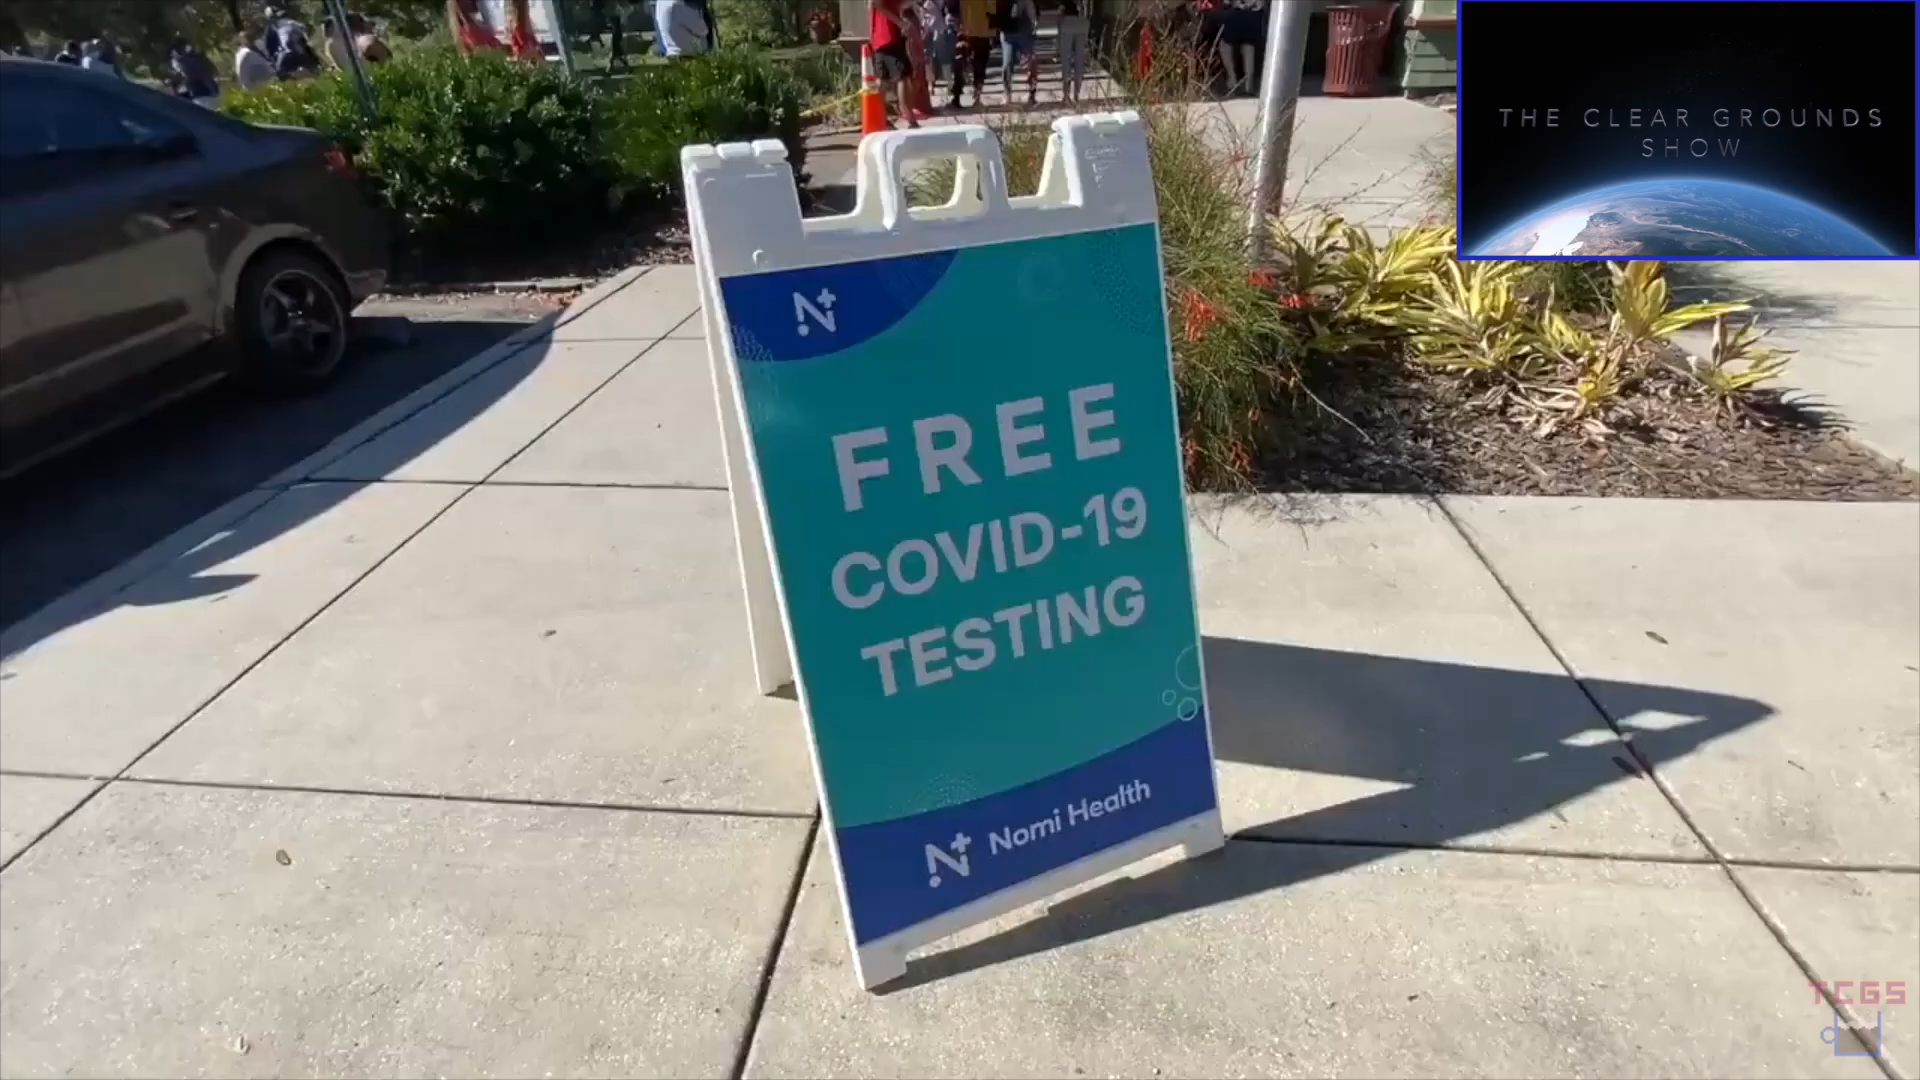 THE CLEAR GROUNDS
SHOW
N+
FREE
COVID-19
TESTING
N+ Nomi Health
TCGS